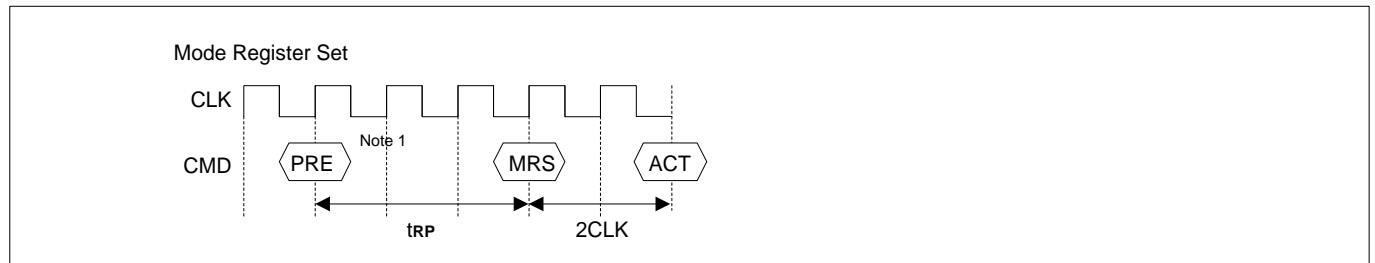 Mode Register Set
CLK
Note 1
CMD PRE MRS ACT
tRP 2CLK